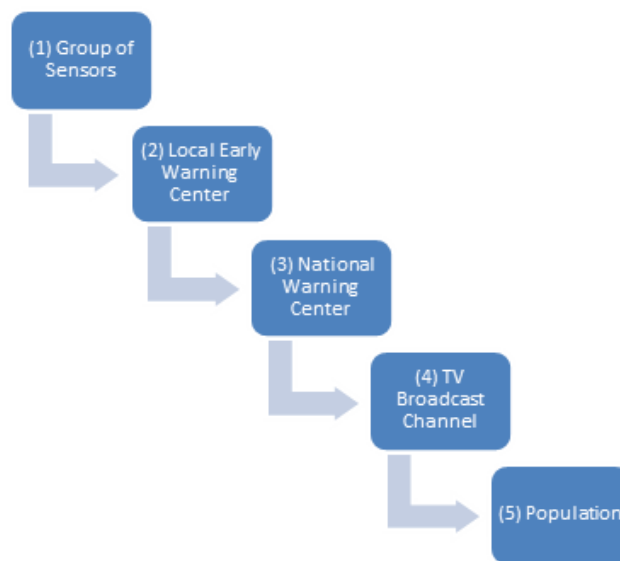 (1) Group of
Sensors
(2) Local Early
Warning
Center
(3) National
Warning
Center
(4) TV
Broadcast
Channel
(5) Population